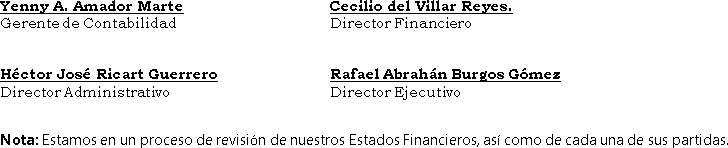 Yenny A. Amador Marte
Gerente de Contabilidad
Cecilio del Villar Reyes.
Director Financiero
Héctor José Ricart Guerrero
Director Administrativo
Rafael Abrahán Burgos Gómez
Director Ejecutivo
Nota: Estamos en un proceso de revisión de nuestros Estados Financieros, así como de cada una de sus partidas.